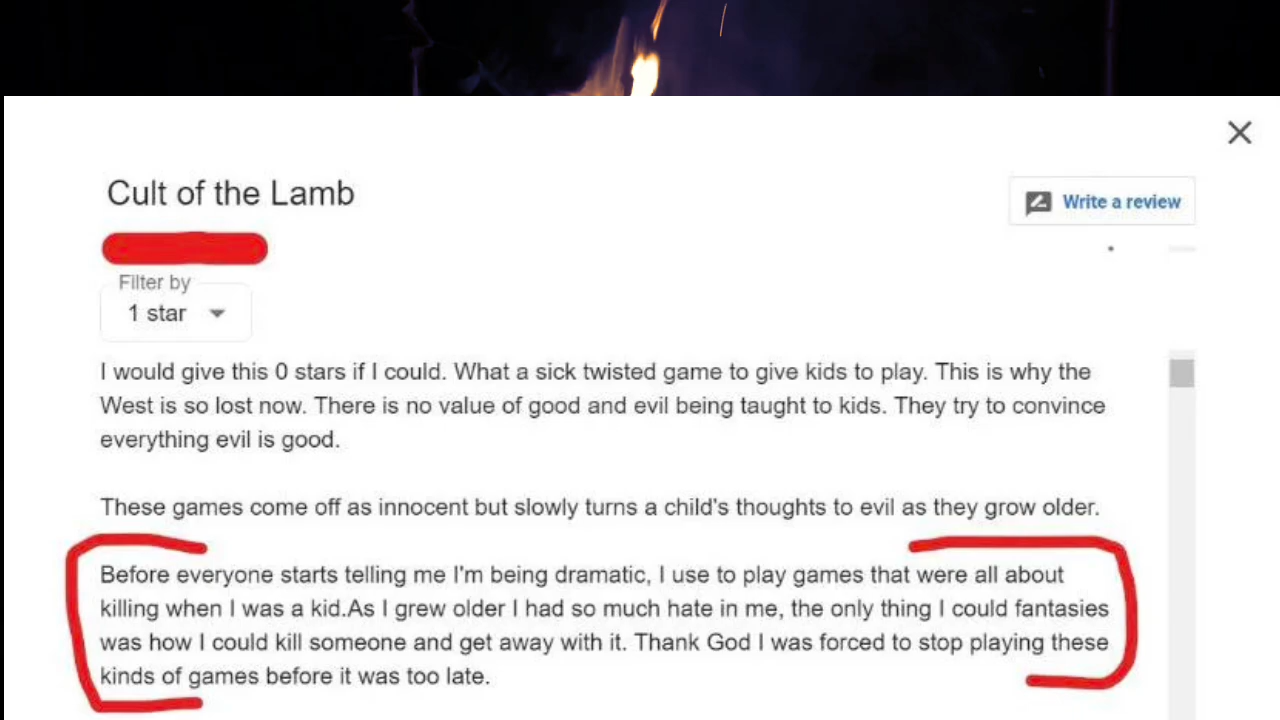 Cult of the Lamb
Write a review
Filter by
1 star
I would give this 0 stars if I could. What a sick twisted game to give kids to play. This is why the
West is so lost now. There is no value of good and evil being taught to kids. They try to convince
everything evil is good.
These games come off as innocent but slowly turns a child's thoughts to evil as they grow older.
Before everyone starts telling me I'm being dramatic, I use to play games that were all about
killing when I was a kid.As I grew older I had so much hate in me, the only thing I could fantasies
was how I could kill someone and get away with it. Thank God I was forced to stop playing these
kinds of games before it was too late.